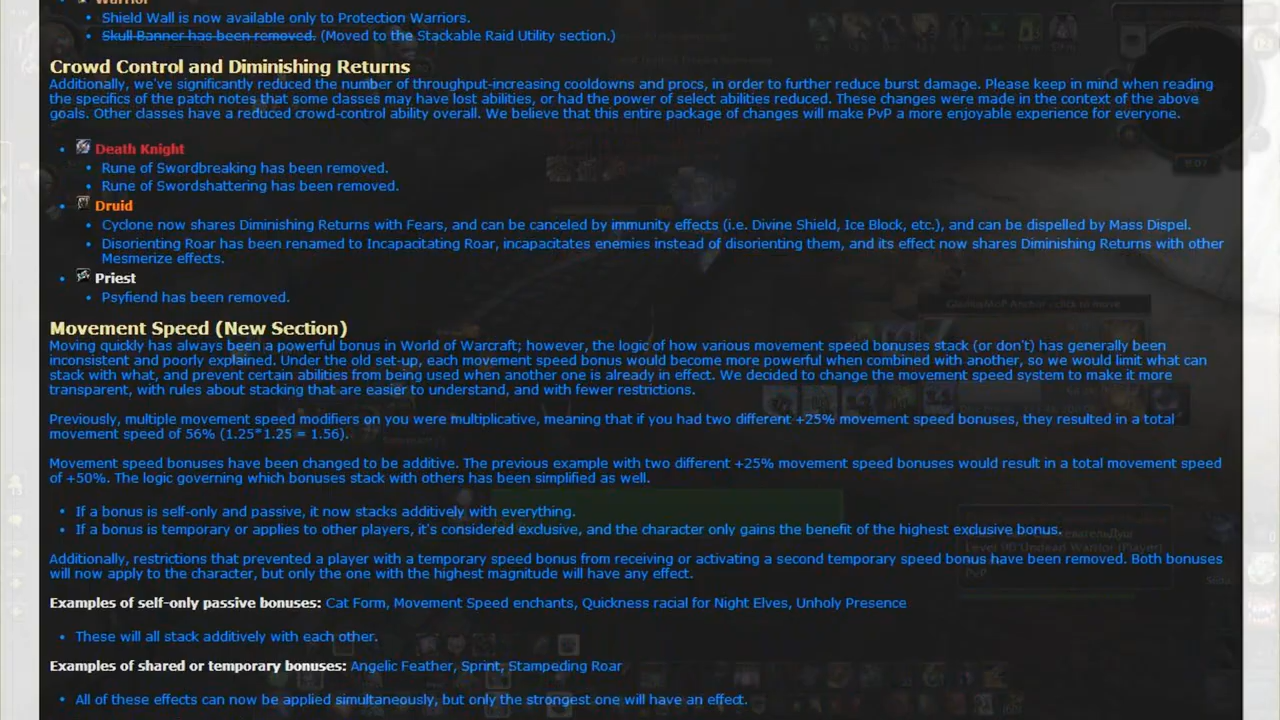 Warrior
Shield Wall is now available only to Protection Warriors.
Skull Banner has been removed. (Moved to the Stackable Raid Utility section.)
Crowd Control and Diminishing Returns
Additionally, we've significantly reduced the number of throughput-increasing cooldowns and procs, in order to further reduce burst damage. Please keep in mind when reading
the specifics of the patch notes that some classes may have lost abilities, or had the power of select abilities reduced. These changes were made in the context of the above
goals. Other classes have a reduced crowd-control ability overall. We believe that this entire package of changes will make PvP a more enjoyable experience for everyone.
Death Knight
Rune of Swordbreaking has been removed.
Rune of Swordshattering has been removed.
Druid
Cyclone now shares Diminishing Returns with Fears, and can be canceled by immunity effects (i.e. Divine Shield, Ice Block, etc.), and can be dispelled by Mass Dispel.
Disorienting Roar has been renamed to Incapacitating Roar, incapacitates enemies instead of disorienting them, and its effect now shares Diminishing Returns with other
Mesmerize effects.
Priest
Psyfiend has been removed.
Movement Speed (New Section)
Moving quickly has always been a powerful bonus in World of Warcraft; however, the logic of how various movement speed bonuses stack (or don't) has generally been
inconsistent and poorly explained. Under the old set-up, each movement speed bonus would become more powerful when combined with another, so we would limit what can
stack with what, and prevent certain abilities from being used when another one is already in effect. We decided to change the movement speed system to make it more
transparent, with rules about stacking that are easier to understand, and with fewer restrictions.
Previously, multiple movement speed modifiers on you were multiplicative, meaning that if you had two different +25% movement speed bonuses, they resulted in a total
movement speed of 56% (1.25*1.25 = 1.56).
Movement speed bonuses have been changed to be additive. The previous example with two different +25% movement speed bonuses would result in a total movement speed
of +50%. The logic governing which bonuses stack with others has been simplified as well.
If a bonus is self-only and passive, it now stacks additively with everything.
If a bonus is temporary or applies to other players, it's considered exclusive, and the character only gains the benefit of the highest exclusive bonus.
Additionally, restrictions that prevented a player with a temporary speed bonus from receiving or activating a second temporary speed bonus have been removed. Both bonuses
will now apply to the character, but only the one with the highest magnitude will have any effect.
Examples of self-only passive bonuses: Cat Form, Movement Speed enchants, Quickness racial for Night Elves, Unholy Presence
These will all stack additively with each other.
Examples of shared or temporary bonuses: Angelic Feather, Sprint, Stampeding Roar
All of these effects can now be applied simultaneously, but only the strongest one will have an effect.